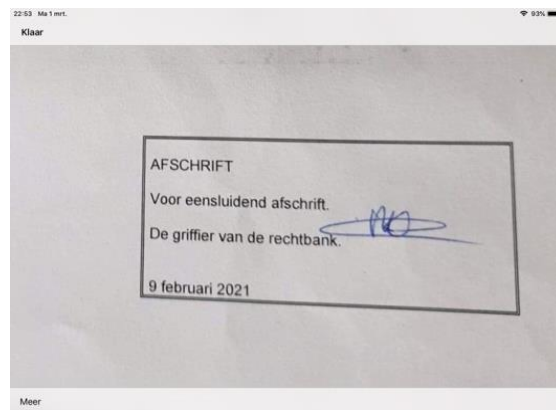 22:53 Ma 1 mrt.
93%
Klaar
AFSCHRIFT
Voor eensluidend afschrift.
De griffier van de rechtbank.
9 februari 2021
Meer